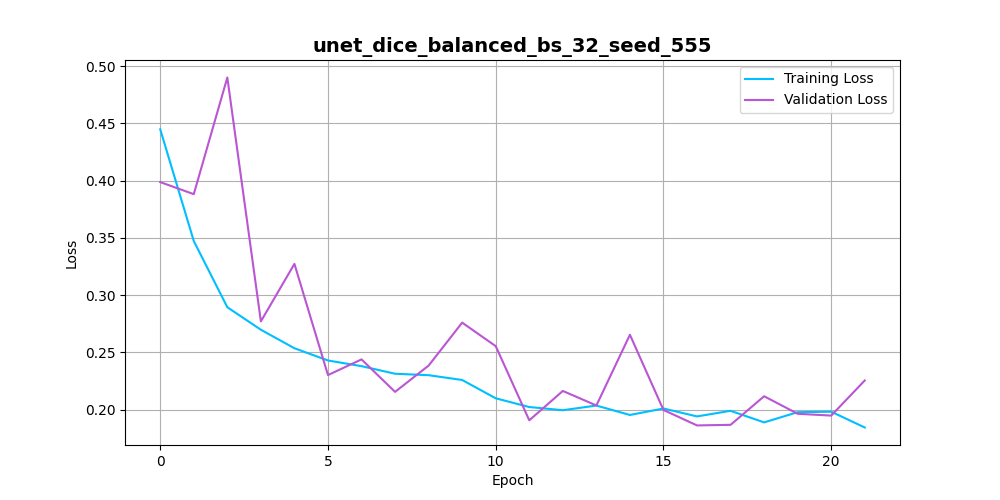 unet_dice_balanced_bs_32_seed_555
Training Loss
Validation Loss
0.50
0.45
0.40
0.35
0.30
0.25
0.20
Loss
0 5 10 15 20
Epoch